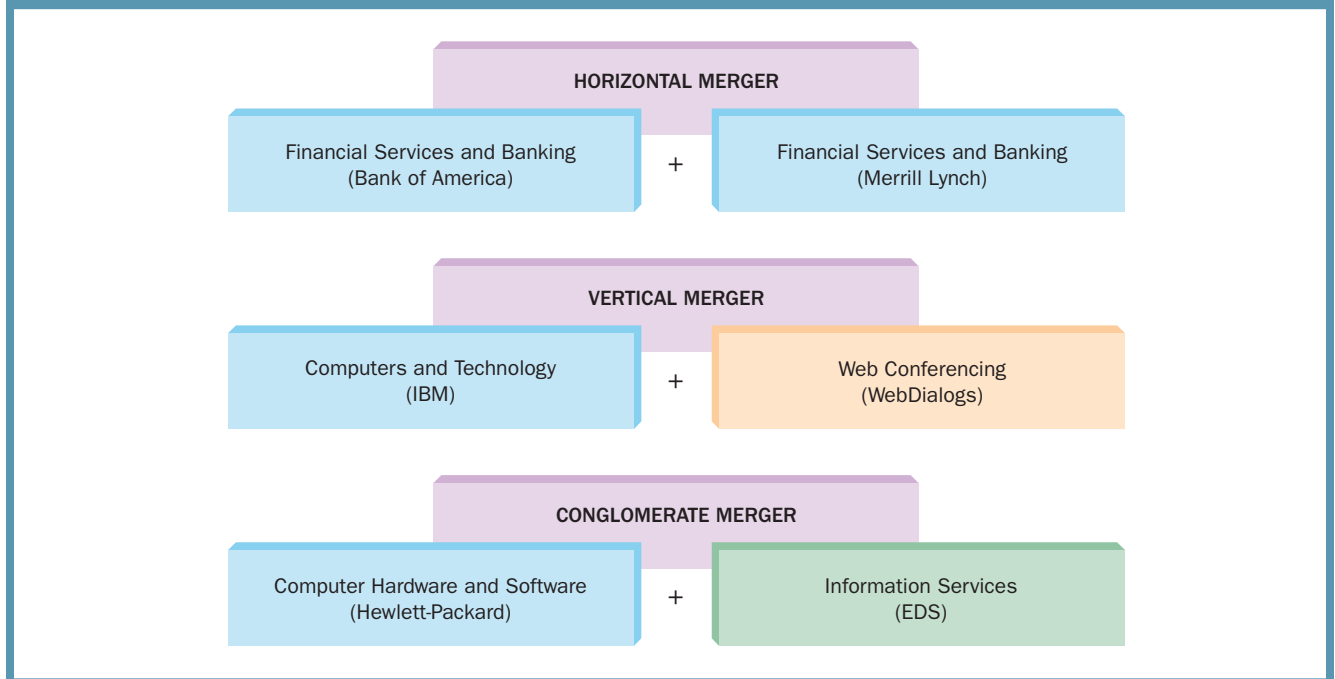 HORIZONTAL MERGER
Financial Services and Banking
(Bank of America)
+
Financial Services and Banking
(Merrill Lynch)
VERTICAL MERGER
Computers and Technology
(IBM)
+
Web Conferencing
(WebDialogs)
CONGLOMERATE MERGER
Computer Hardware and Software
(Hewlett-Packard)
+
Information Services
(EDS)